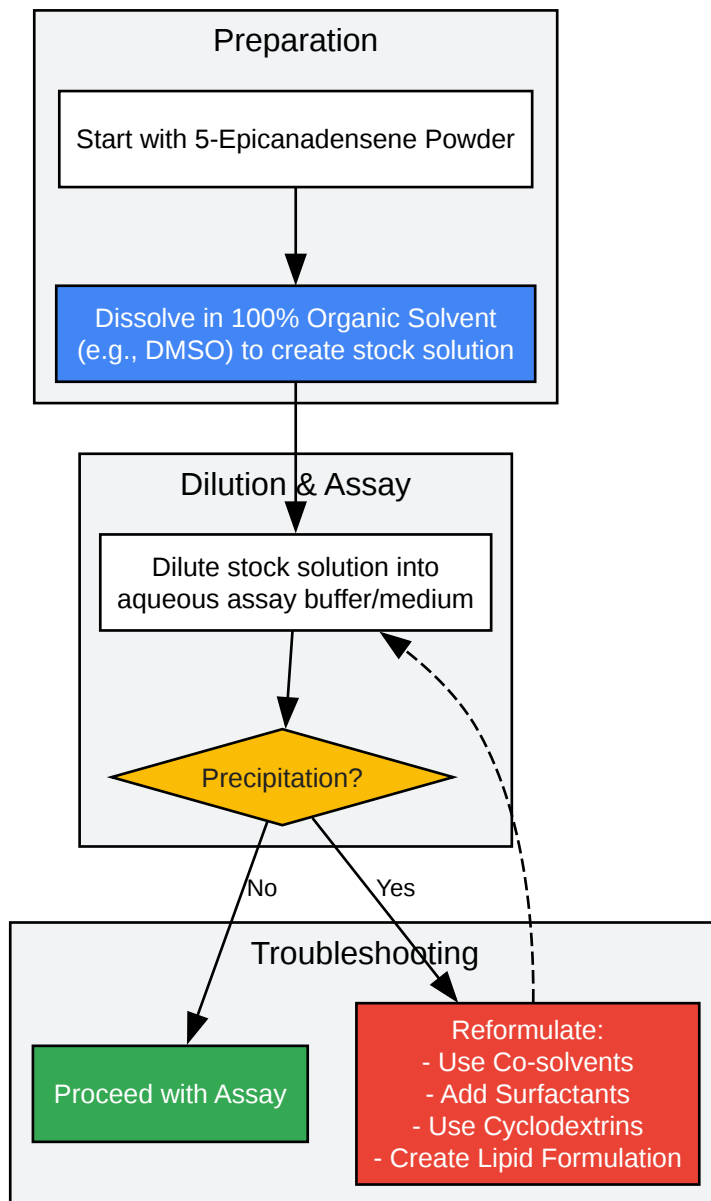 Preparation
Start with 5-Epicanadensene Powder
Dissolve in 100% Organic Solvent
(e.g., DMSO) to create stock solution
Dilution & Assay
Dilute stock solution into
aqueous assay buffer/medium
Precipitation?
No
Yes
Troubleshooting
Proceed with Assay
Reformulate:
- Use Co-solvents
- Add Surfactants
- Use Cyclodextrins
- Create Lipid Formulation